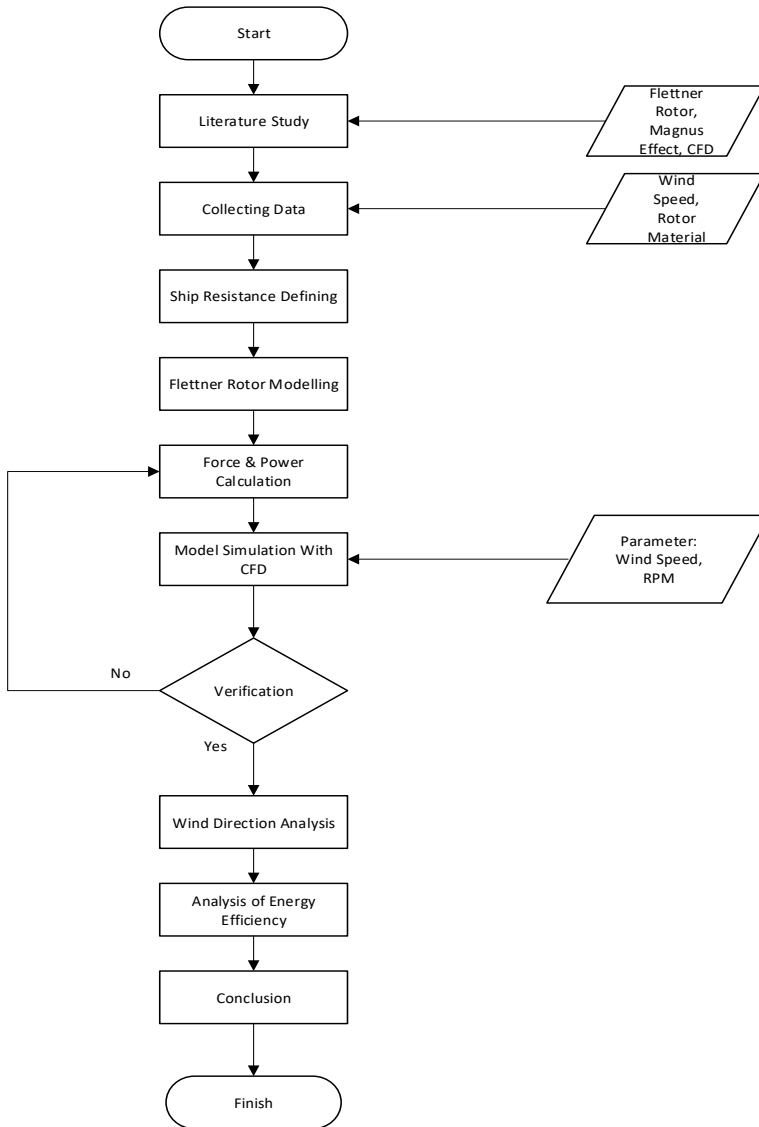 Start
Literature Study
Flettner
Rotor,
Magnus
Effect, CFD
Collecting Data
Wind
Speed,
Rotor
Material
Ship Resistance Defining
Flettner Rotor Modelling
Force & Power
Calculation
Model Simulation With
CFD
Parameter:
Wind Speed,
RPM
No
Verification
Yes
Wind Direction Analysis
Analysis of Energy
Efficiency
Conclusion
Finish